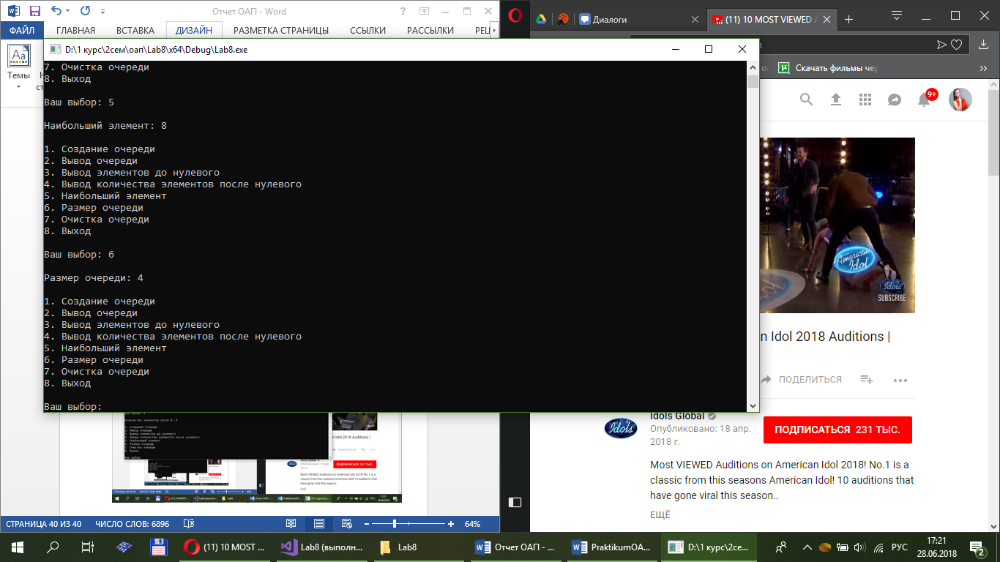 Отчет ОАП - Word
ФАЙЛ ГЛАВНАЯ ВСТАВКА ДИЗАЙН РАЗМЕТКА СТРАНИЦЫ ССЫЛКИ РАССЫЛКИ РЕЦ
Темы
Диалоги
(11) 10 MOST VIEWED A
Скачать фильмы чер
D:\1 курс\2сем\оап\Lab8\x64\Debug\Lab8.exe
7. Очистка очереди
8. Выход
Ваш выбор: 5
Наибольший элемент: 8
1. Создание очереди
2. Вывод очереди
3. Вывод элементов до нулевого
4. Вывод количества элементов после нулевого
5. Наибольший элемент
6. Размер очереди
7. Очистка очереди
8. Выход
Ваш выбор: 6
Размер очереди: 4
1. Создание очереди
2. Вывод очереди
3. Вывод элементов до нулевого
4. Вывод количества элементов после нулевого
5. Наибольший элемент
6. Размер очереди
7. Очистка очереди
8. Выход
Ваш выбор:
9+
AMERICAN Idol
Idols
SUBSCRIBE
n Idol 2018 Auditions |
ПОДЕЛИТЬСЯ
Idols
Idols Global
Опубликовано: 18 апр.
2018 г.
ПОДПИСАТЬСЯ 231 ТЫС.
Most VIEWED Auditions on American Idol 2018! No.1 is a
classic from this seasons American Idol! 10 auditions that
have gone viral this season..
ЕЩЁ
СТРАНИЦА 40 ИЗ 40 ЧИСЛО СЛОВ: 6896 64%
(11) 10 MOST ...
Lab8 (выполн...
Lab8
Отчет ОАП - ...
PraktikumOA...
D:\1 курс\2се...
РУС
17:21
28.06.2018
2